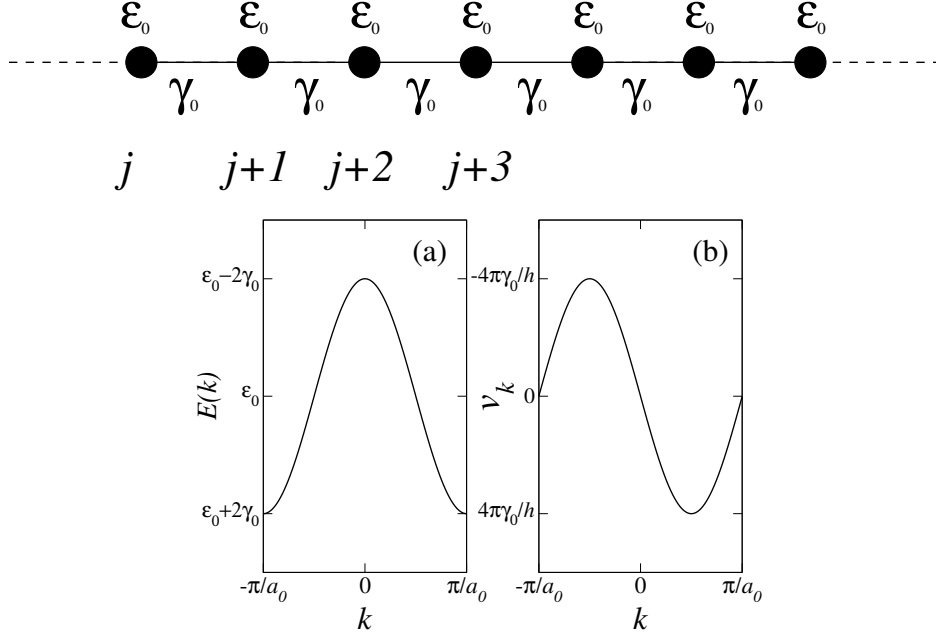 ε₀ ε₀ ε₀ ε₀ ε₀ ε₀ ε₀
γ₀ γ₀ γ₀ γ₀ γ₀ γ₀
j j+1 j+2 j+3
(a)
ε₀−2γ₀
ε₀
ε₀+2γ₀
E(k)
-π/a₀ 0 π/a₀
k
(b)
-4πγ₀/h
0
4πγ₀/h
νₖ
-π/a₀ 0 π/a₀
k